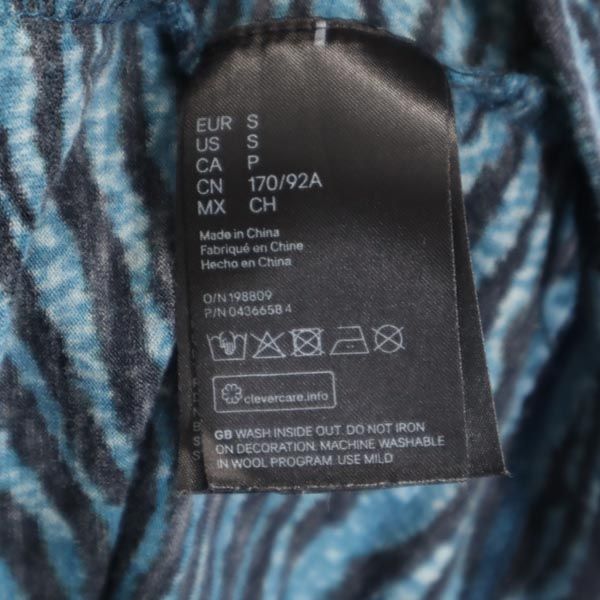 EUR S
US S
CA P
CN 170/92A
MX CH
Made in China
Fabriqué en Chine
Hecho en China
O/N 198809
P/N 0436658 4
clevercare.info
GB WASH INSIDE OUT. DO NOT IRON
ON DECORATION. MACHINE WASHABLE
IN WOOL PROGRAM. USE MILD